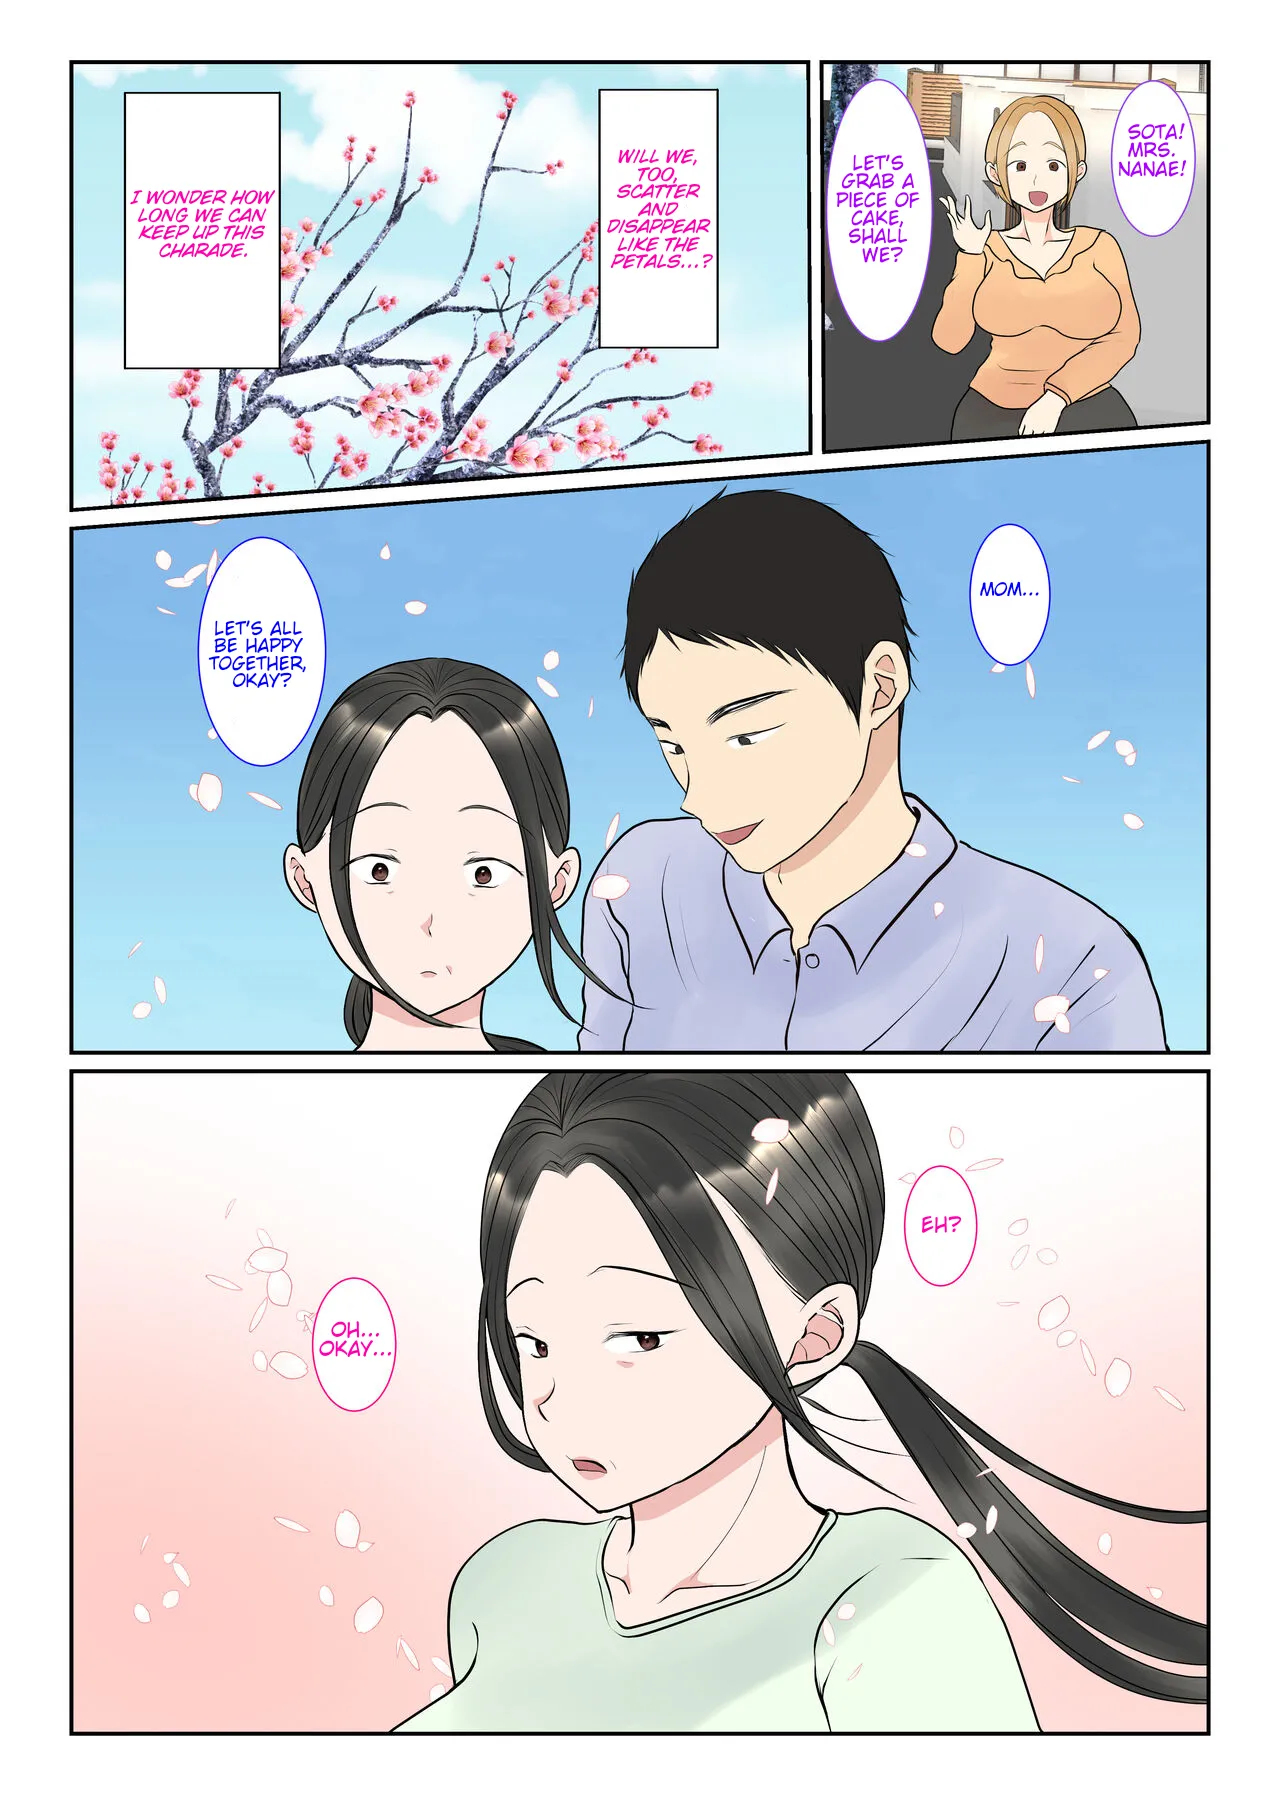 SOTA!
MRS.
NANAE!
LET'S
GRAB A
PIECE OF
CAKE,
SHALL
WE?
WILL WE,
TOO,
SCATTER
AND
DISAPPEAR
LIKE THE
PETALS...?
I WONDER HOW
LONG WE CAN
KEEP UP THIS
CHARADE.
MOM...
LET'S ALL
BE HAPPY
TOGETHER,
OKAY?
EH?
OH...
OKAY...